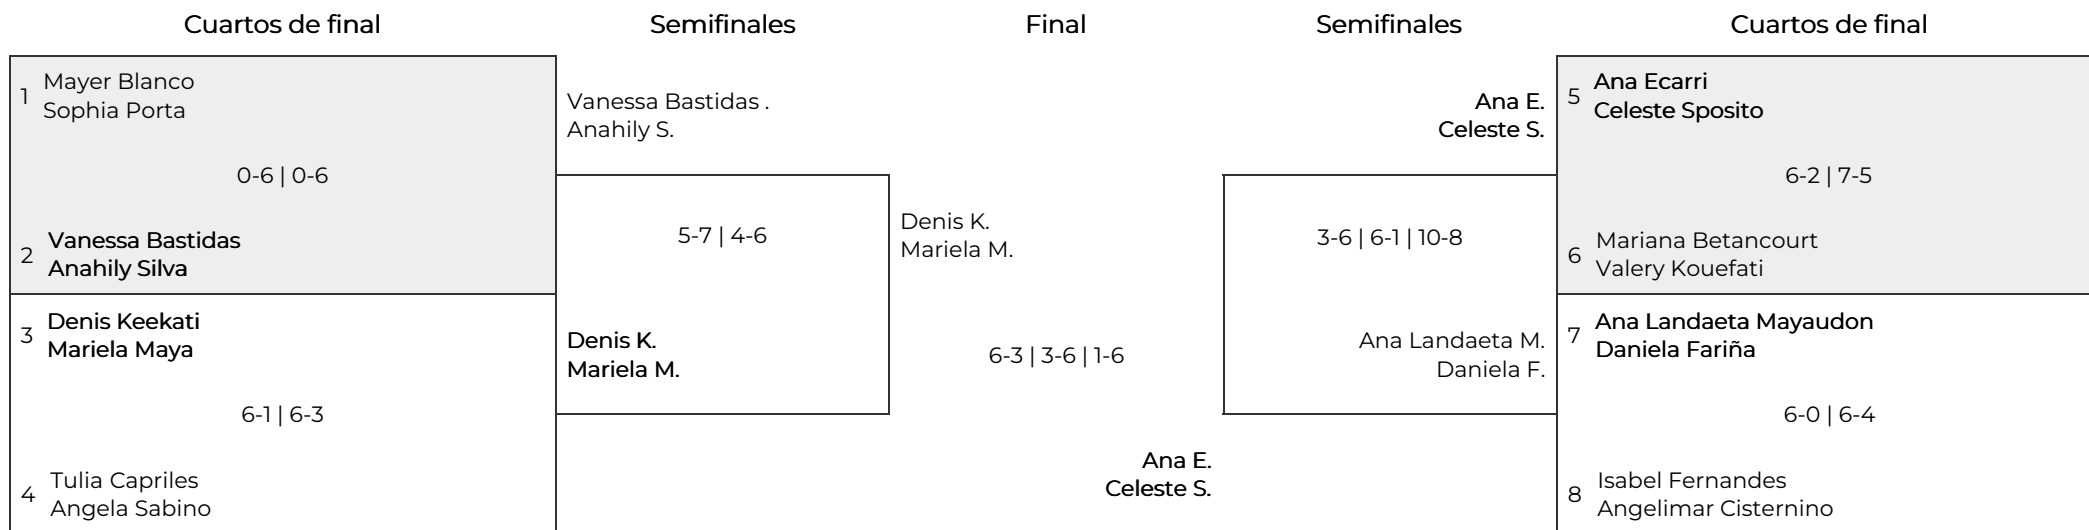 Cuartos de final
Semifinales
Final
Semifinales
Cuartos de final
1
Mayer Blanco
Sophia Porta
0-6 | 0-6
2
Vanessa Bastidas
Anahily Silva
3
Denis Keekati
Mariela Maya
6-1 | 6-3
4
Tulia Capriles
Angela Sabino
Vanessa Bastidas .
Anahily S.
5-7 | 4-6
Denis K.
Mariela M.
Denis K.
Mariela M.
6-3 | 3-6 | 1-6
Ana E.
Celeste S.
Ana E.
Celeste S.
3-6 | 6-1 | 10-8
Ana Landaeta M.
Daniela F.
5
Ana Ecarri
Celeste Sposito
6-2 | 7-5
6
Mariana Betancourt
Valery Kouefati
7
Ana Landaeta Mayaudon
Daniela Fariña
6-0 | 6-4
8
Isabel Fernandes
Angelimar Cisternino